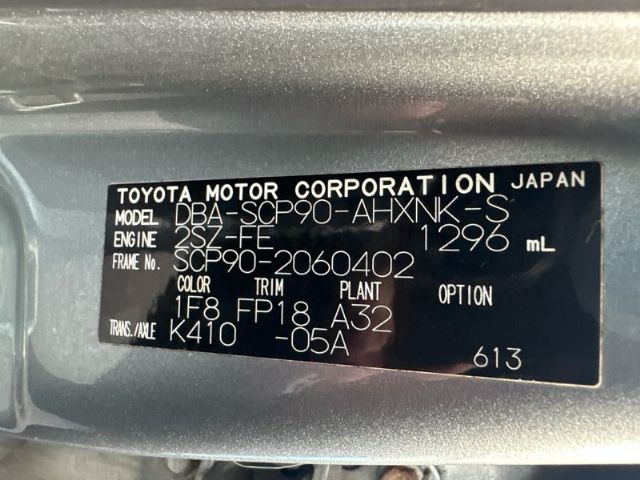 TOYOTA MOTOR CORPORATION JAPAN
MODEL DBA-SCP90-AHXNK-S
ENGINE 2SZ-FE 1296 mL
FRAME No. SCP90-2060402
COLOR TRIM PLANT OPTION
1F8 FP18 A32
TRANS./AXLE K410 -05A
613